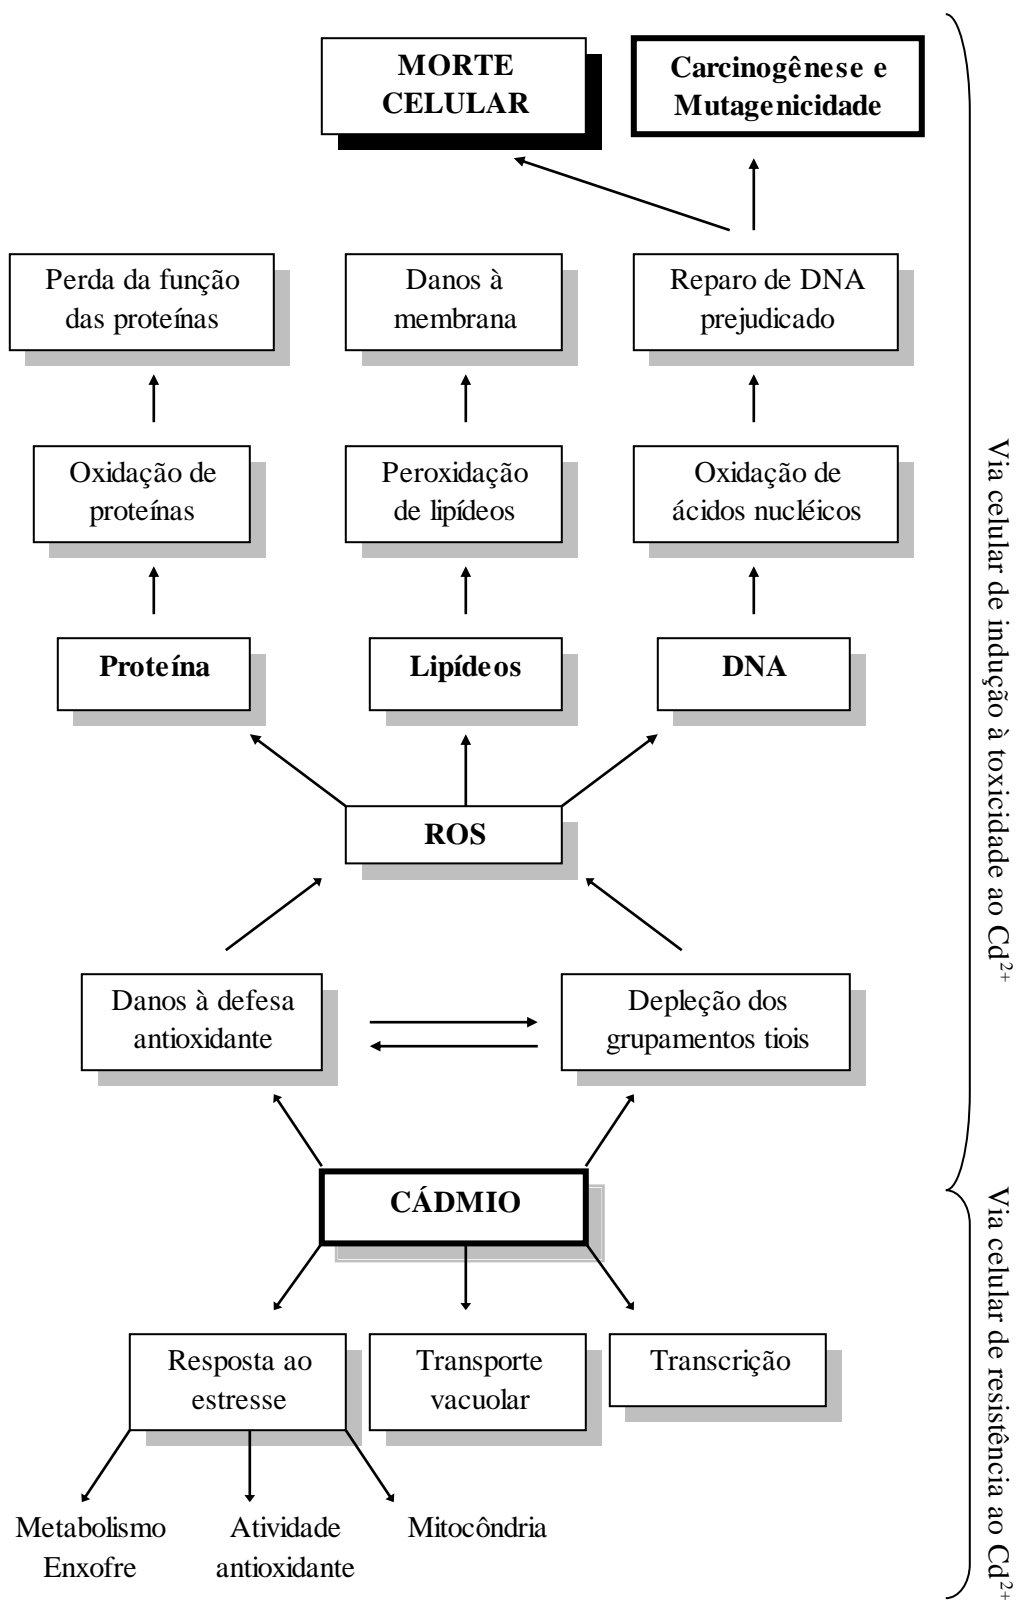 MORTE
CELULAR
Carcinogênese e
Mutagenicidade
Perda da função
das proteínas
Danos à
membrana
Reparo de DNA
prejudicado
Oxidação de
proteínas
Peroxidação
de lipídeos
Oxidação de
ácidos nucléicos
Proteína
Lipídeos
DNA
ROS
Danos à defesa
antioxidante
Depleção dos
grupamentos tiois
CÁDMIO
Resposta ao
estresse
Transporte
vacuolar
Transcrição
Metabolismo
Enxofre
Atividade
antioxidante
Mitocôndria
Via celular de indução à toxicidade ao Cd²⁺
Via celular de resistência ao Cd²⁺